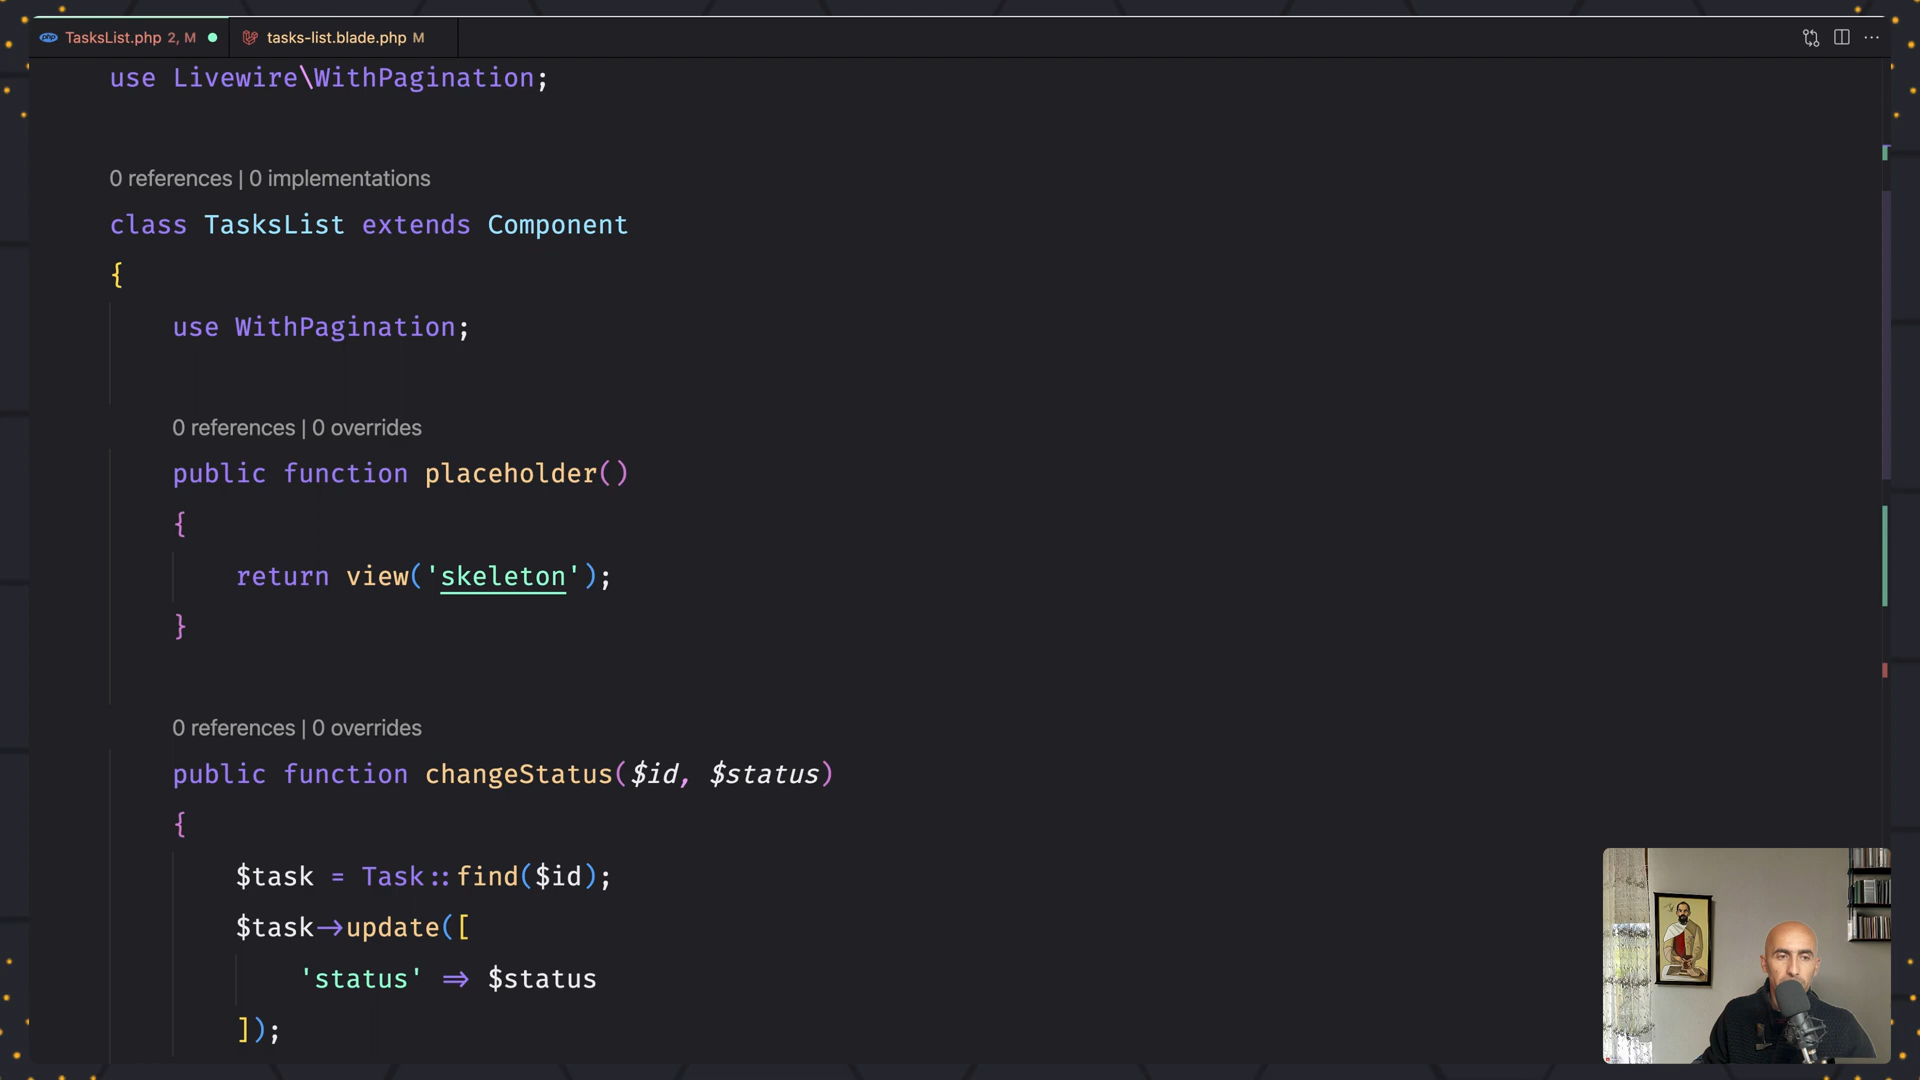 TasksList.php 2, M
tasks-list.blade.php M
use Livewire\WithPagination;
0 references | 0 implementations
class TasksList extends Component
{
use WithPagination;
0 references | 0 overrides
public function placeholder()
{
return view('skeleton');
}
0 references | 0 overrides
public function changeStatus($id, $status)
{
$task = Task::find($id);
$task->update([
'status' => $status
]);